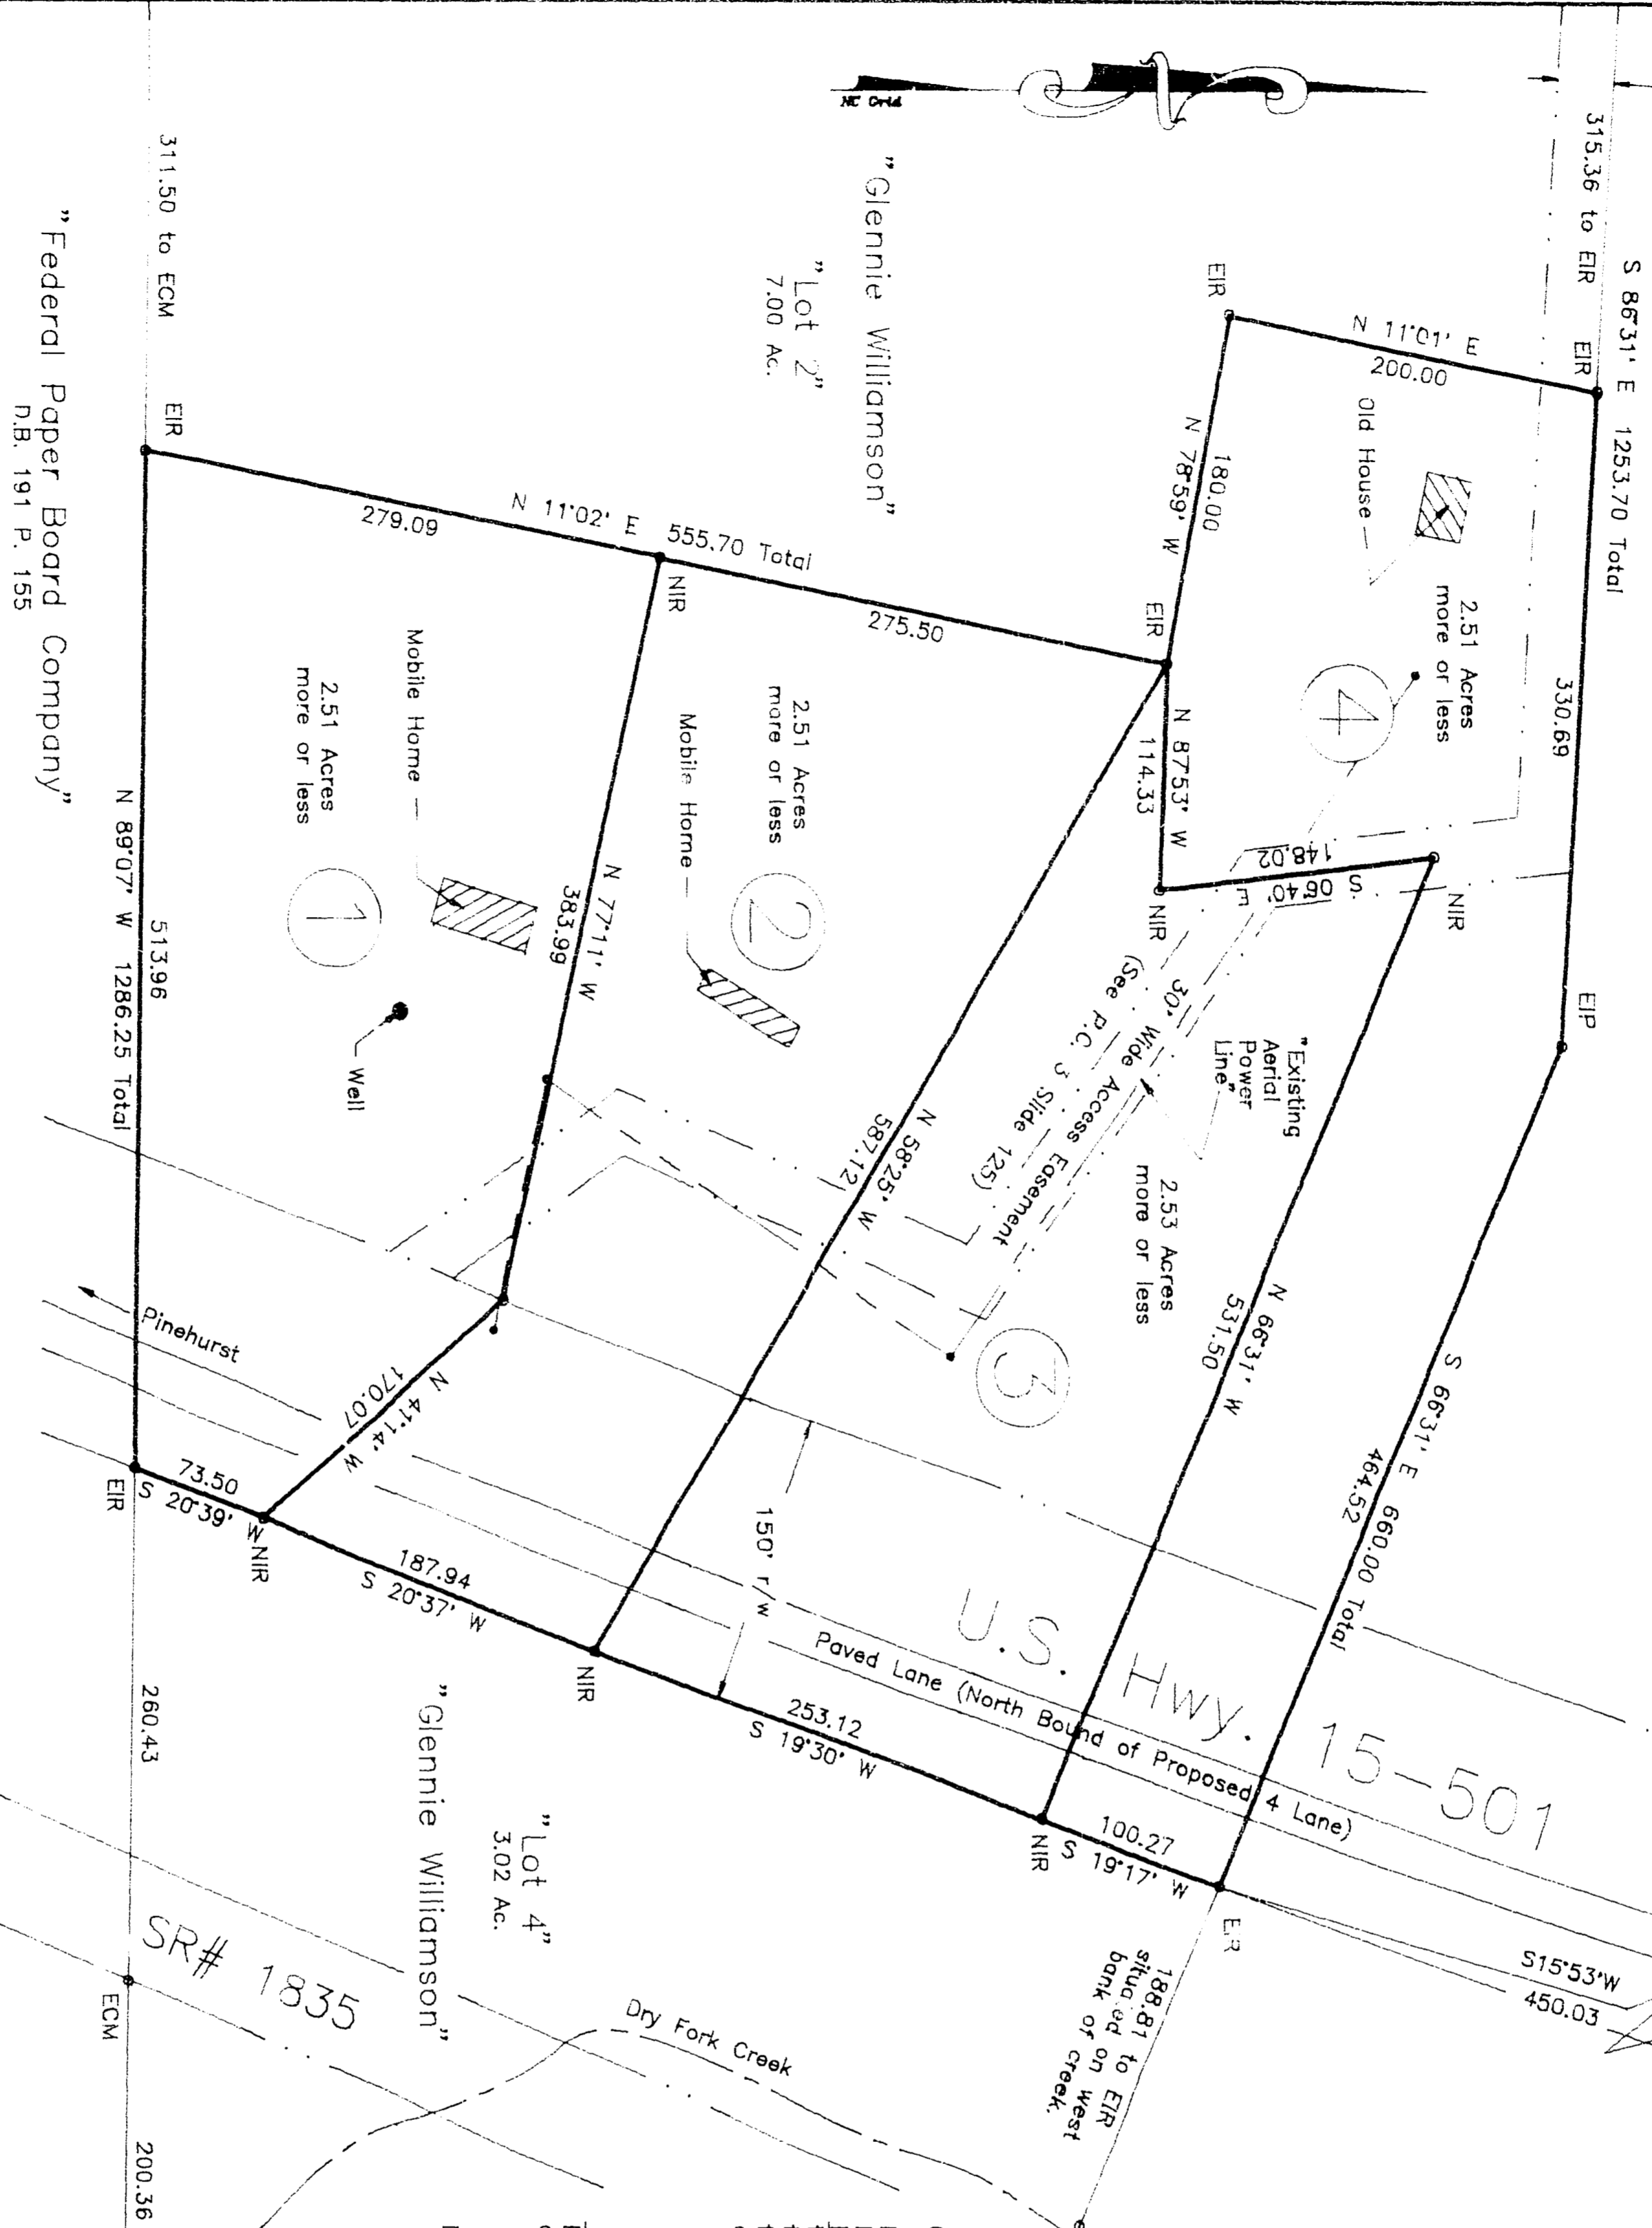 NC Grid
315.36 to EIR
S 86°31' E 1253.70 Total
EIR
330.69
EIP
S 66°31' E 660.00 Total
464.52
EIR
N 11°01' E
200.00
Old House
2.51 Acres
more or less
4
180.00
N 78°59' W
EIR
N 87°53' W
114.33
148.02
S 06°40' E
NIR
NIR
"Existing
Aerial
Power
Line"
30' Wide Access Easement
(See P.C. 3 Slide 125)
2.53 Acres
more or less
3
N 66°31' W
531.50
U.S. Hwy. 15-501
S15°53'W
450.03
"Glennie Williamson"
"Lot 2"
7.00 Ac.
N 11°02' E 555.70 Total
279.09
275.50
NIR
2.51 Acres
more or less
2
Mobile Home
N 58°25' W
587.12
150' r/w
Paved Lane (North Bound of Proposed 4 Lane)
253.12
S 19°30' W
NIR
100.27
S 19°17' W
188.81 to EIR
situated on west
bank of creek.
N 77°11' W
383.99
Mobile Home
2.51 Acres
more or less
1
Well
N 41°14' W
170.07
187.94
S 20°37' W
NIR
Pinehurst
73.50
S 20°39' W
NIR
EIR
"Lot 4"
3.02 Ac.
"Glennie Williamson"
Dry Fork Creek
SR# 1835
311.50 to ECM
EIR
513.96
N 89°07' W 1286.25 Total
260.43
ECM
200.36
"Federal Paper Board Company"
D.B. 191 P. 155